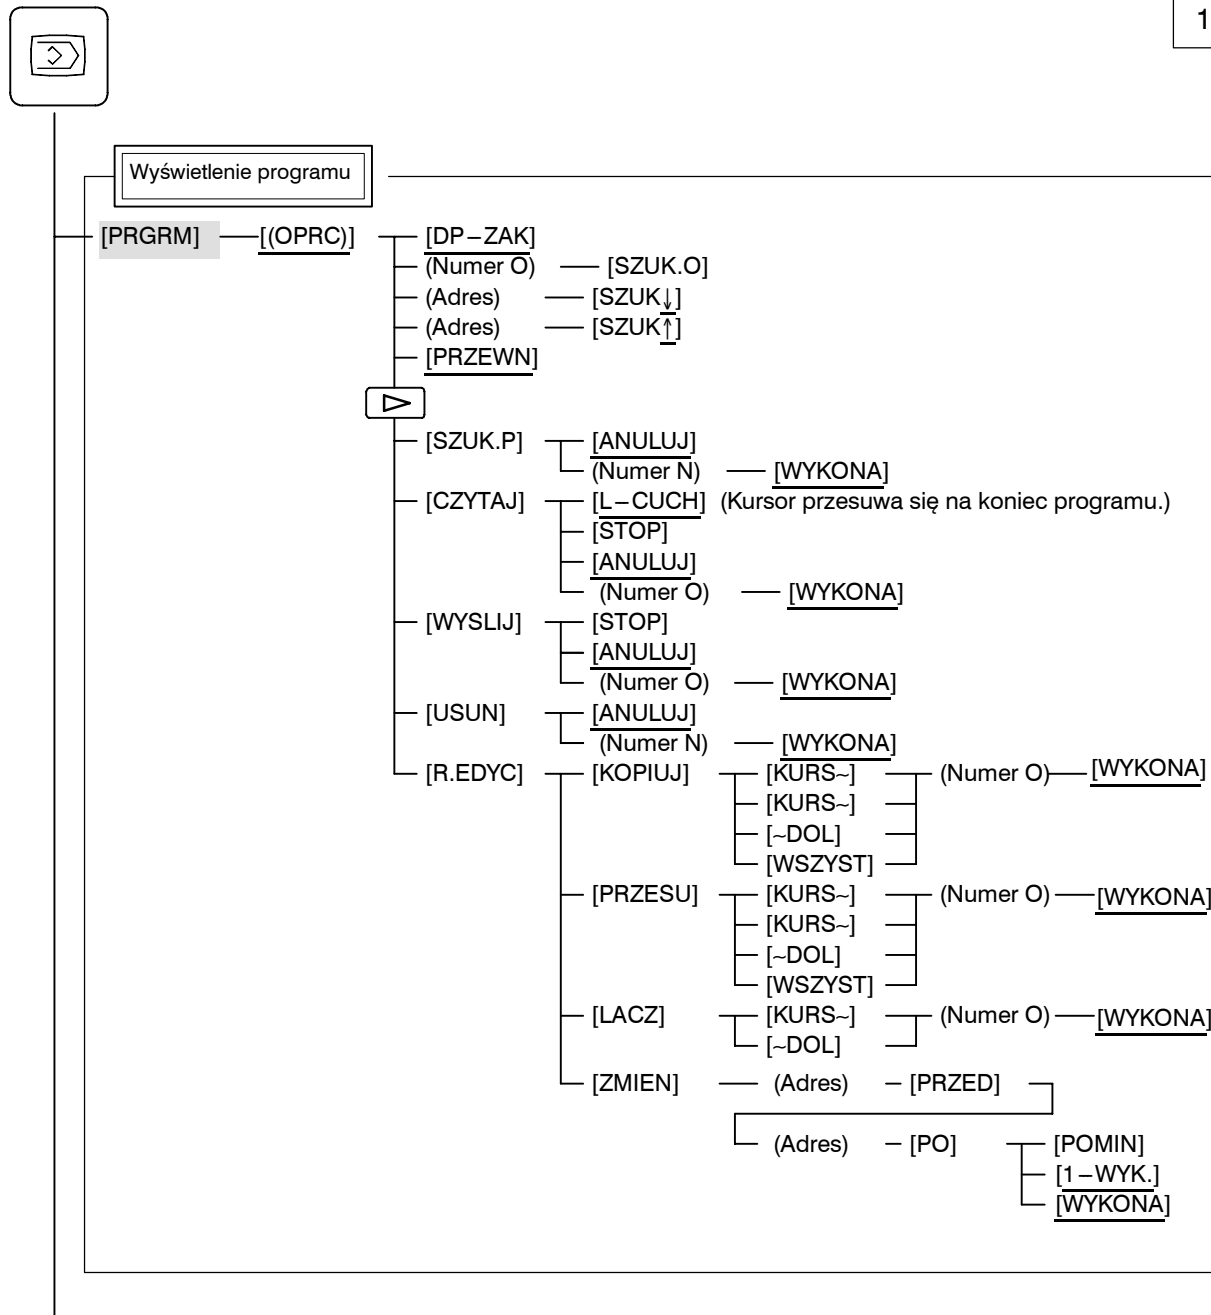 1
Wyświetlenie programu
[PRGRM] [(OPRC)] [DP–ZAK]
(Numer O) [SZUK.O]
(Adres) [SZUK↓]
(Adres) [SZUK↑]
[PRZEWN]
[SZUK.P] [ANULUJ]
(Numer N) [WYKONA]
[CZYTAJ] [L–CUCH] (Kursor przesuwa się na koniec programu.)
[STOP]
[ANULUJ]
(Numer O) [WYKONA]
[WYSLIJ] [STOP]
[ANULUJ]
(Numer O) [WYKONA]
[USUN] [ANULUJ]
(Numer N) [WYKONA]
[R.EDYC] [KOPIUJ] [KURS~] (Numer O) [WYKONA]
[KURS~]
[~DOL]
[WSZYST]
[PRZESU] [KURS~] (Numer O) [WYKONA]
[KURS~]
[~DOL]
[WSZYST]
[LACZ] [KURS~] (Numer O) [WYKONA]
[~DOL]
[ZMIEN] (Adres) [PRZED]
(Adres) [PO] [POMIN]
[1–WYK.]
[WYKONA]